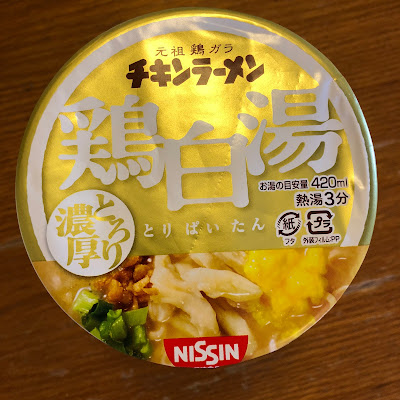 元祖鶏ガラ
チキンラーメン
鶏白湯
とりぱいたん
とろり
濃厚
お湯の目安量420ml
熱湯3分
紙
フタ
プラ
外装フィルム:PP
NISSIN